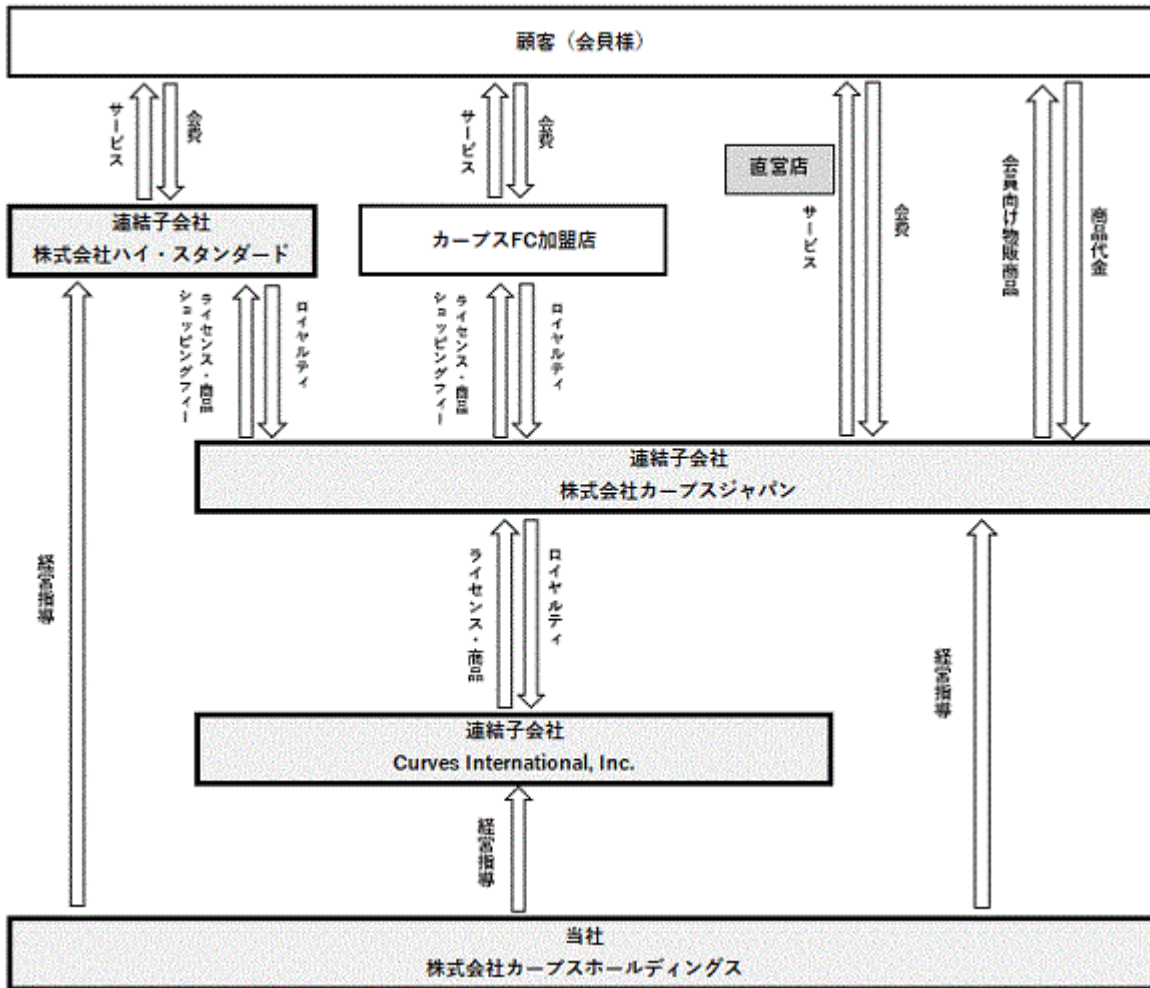 顧客（会員様）
サービス
会費
サービス
会費
直営店
サービス
会費
会員向け物販商品
商品代金
連結子会社
株式会社ハイ・スタンダード
カーブスFC加盟店
ライセンス・商品
ショッピングフィー
ロイヤルティ
ライセンス・商品
ショッピングフィー
ロイヤルティ
連結子会社
株式会社カーブスジャパン
経営指導
ライセンス・商品
ロイヤルティ
経営指導
連結子会社
Curves International, Inc.
経営指導
当社
株式会社カーブスホールディングス